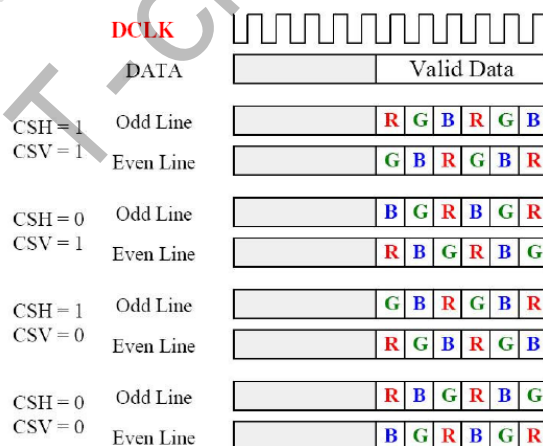 DCLK
DATA Valid Data
CSH = 1
CSV = 1
Odd Line R G B R G B
Even Line G B R G B R
CSH = 0
CSV = 1
Odd Line B G R B G R
Even Line R B G R B G
CSH = 1
CSV = 0
Odd Line G B R G B R
Even Line R G B R G B
CSH = 0
CSV = 0
Odd Line R B G R B G
Even Line B G R B G R